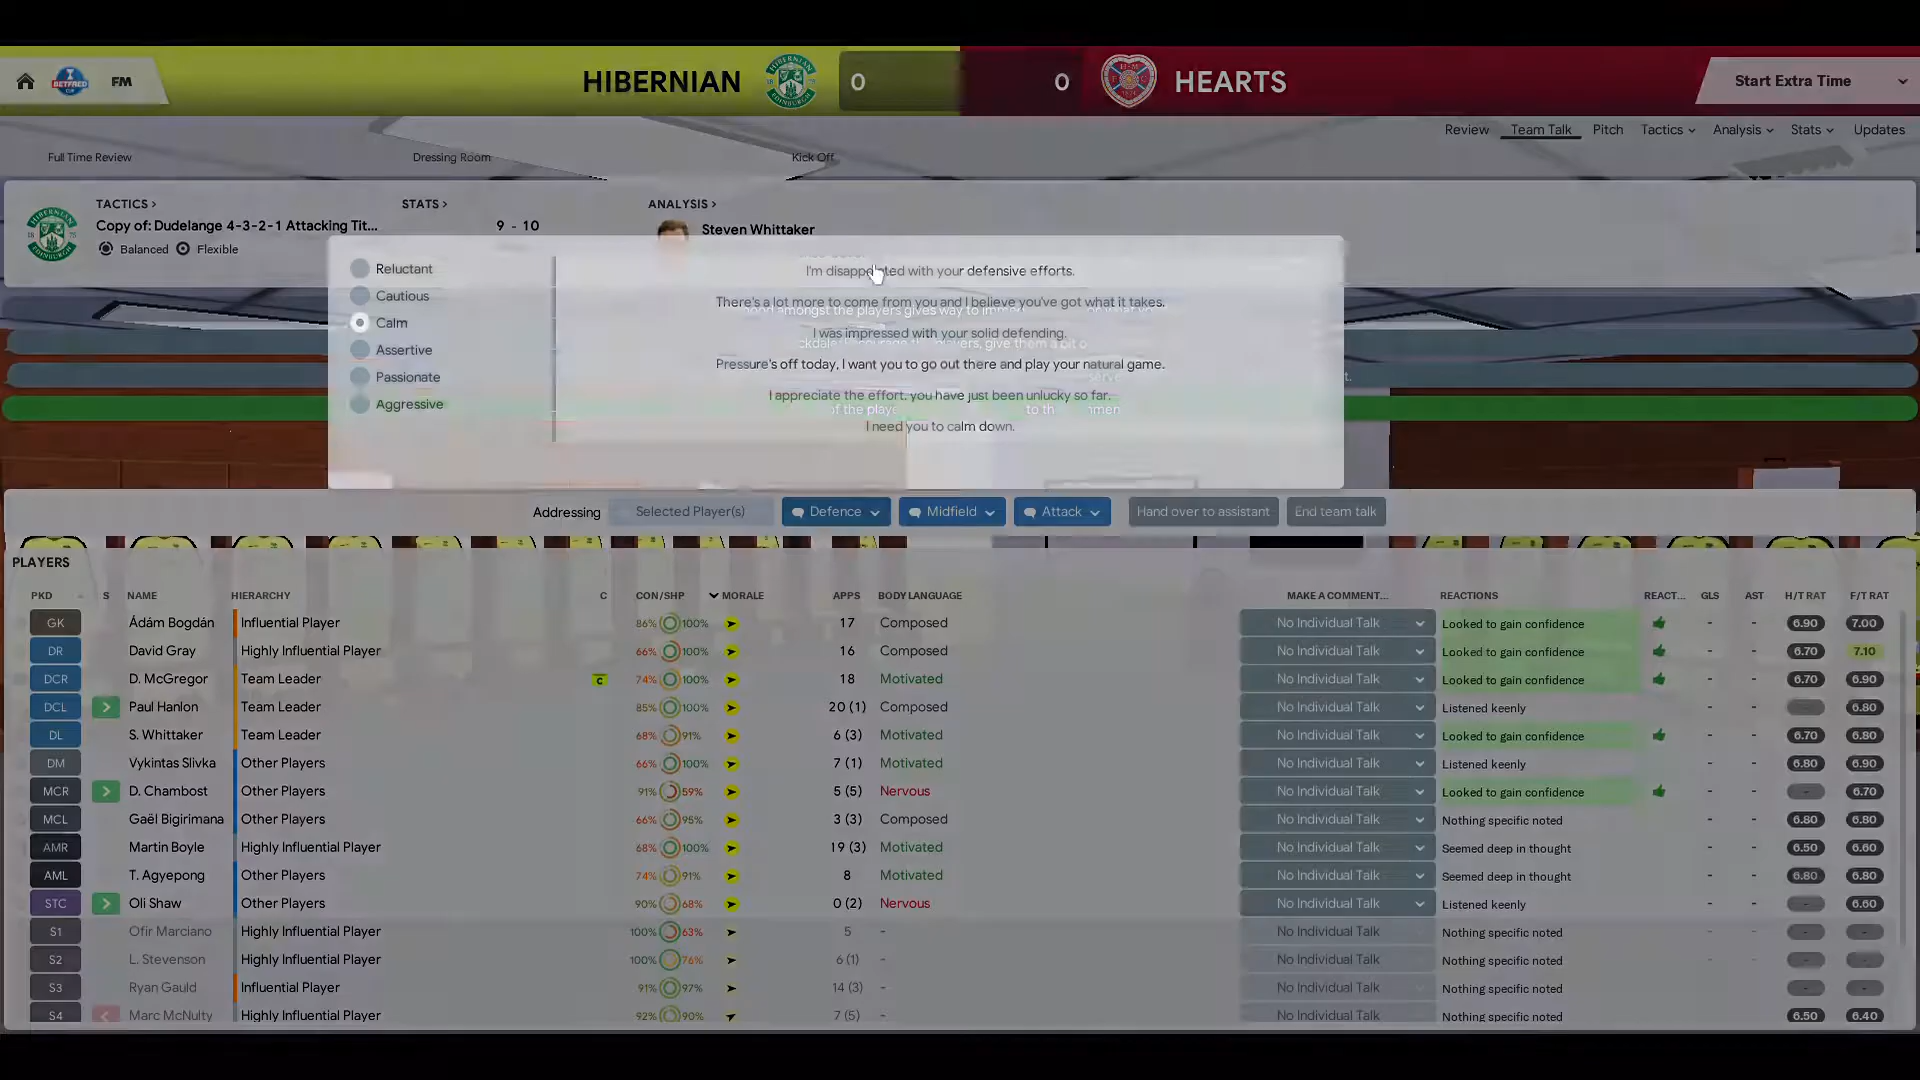 FM HIBERNIAN 0 0 HEARTS Start Extra Time
Review Team Talk Pitch Tactics Analysis Stats Updates
Full Time Review Dressing Room Kick Off
TACTICS > STATS > ANALYSIS >
Copy of: Dudelange 4-3-2-1 Attacking Tit... 9 - 10 Steven Whittaker
Balanced Flexible
Reluctant
Cautious
Calm
Assertive
Passionate
Aggressive
I'm disappointed with your defensive efforts.
There's a lot more to come from you and I believe you've got what it takes.
I was impressed with your solid defending.
Pressure's off today, I want you to go out there and play your natural game.
I appreciate the effort, you have just been unlucky so far.
I need you to calm down.
Addressing Selected Player(s) Defence Midfield Attack Hand over to assistant End team talk
PLAYERS
PKD S NAME HIERARCHY C CON/SHP MORALE APPS BODY LANGUAGE MAKE A COMMENT... REACTIONS REACT... GLS AST H/T RAT F/T RAT
GK Ádám Bogdán Influential Player 86% 100% 17 Composed No Individual Talk Looked to gain confidence - - 6.90 7.00
DR David Gray Highly Influential Player 66% 100% 16 Composed No Individual Talk Looked to gain confidence - - 6.70 7.10
DCR D. McGregor Team Leader C 74% 100% 18 Motivated No Individual Talk Looked to gain confidence - - 6.70 6.90
DCL Paul Hanlon Team Leader 85% 100% 20 (1) Composed No Individual Talk Listened keenly - - - 6.80
DL S. Whittaker Team Leader 68% 91% 6 (3) Motivated No Individual Talk Looked to gain confidence - - 6.70 6.80
DM Vykintas Slivka Other Players 66% 100% 7 (1) Motivated No Individual Talk Listened keenly - - 6.80 6.90
MCR D. Chambost Other Players 91% 59% 5 (5) Nervous No Individual Talk Looked to gain confidence - - - 6.70
MCL Gaël Bigirimana Other Players 66% 95% 3 (3) Composed No Individual Talk Nothing specific noted - - 6.80 6.80
AMR Martin Boyle Highly Influential Player 68% 100% 19 (3) Motivated No Individual Talk Seemed deep in thought - - 6.50 6.60
AML T. Agyepong Other Players 74% 91% 8 Motivated No Individual Talk Seemed deep in thought - - 6.80 6.80
STC Oli Shaw Other Players 90% 68% 0 (2) Nervous No Individual Talk Listened keenly - - - 6.60
S1 Ofir Marciano Highly Influential Player 100% 63% 5 - No Individual Talk Nothing specific noted - - - -
S2 L. Stevenson Highly Influential Player 100% 76% 6 (1) - No Individual Talk Nothing specific noted - - - -
S3 Ryan Gauld Influential Player 91% 97% 14 (3) - No Individual Talk Nothing specific noted - -
S4 Marc McNulty Highly Influential Player 92% 90% 7 (5) - No Individual Talk Nothing specific noted 6.50 6.40